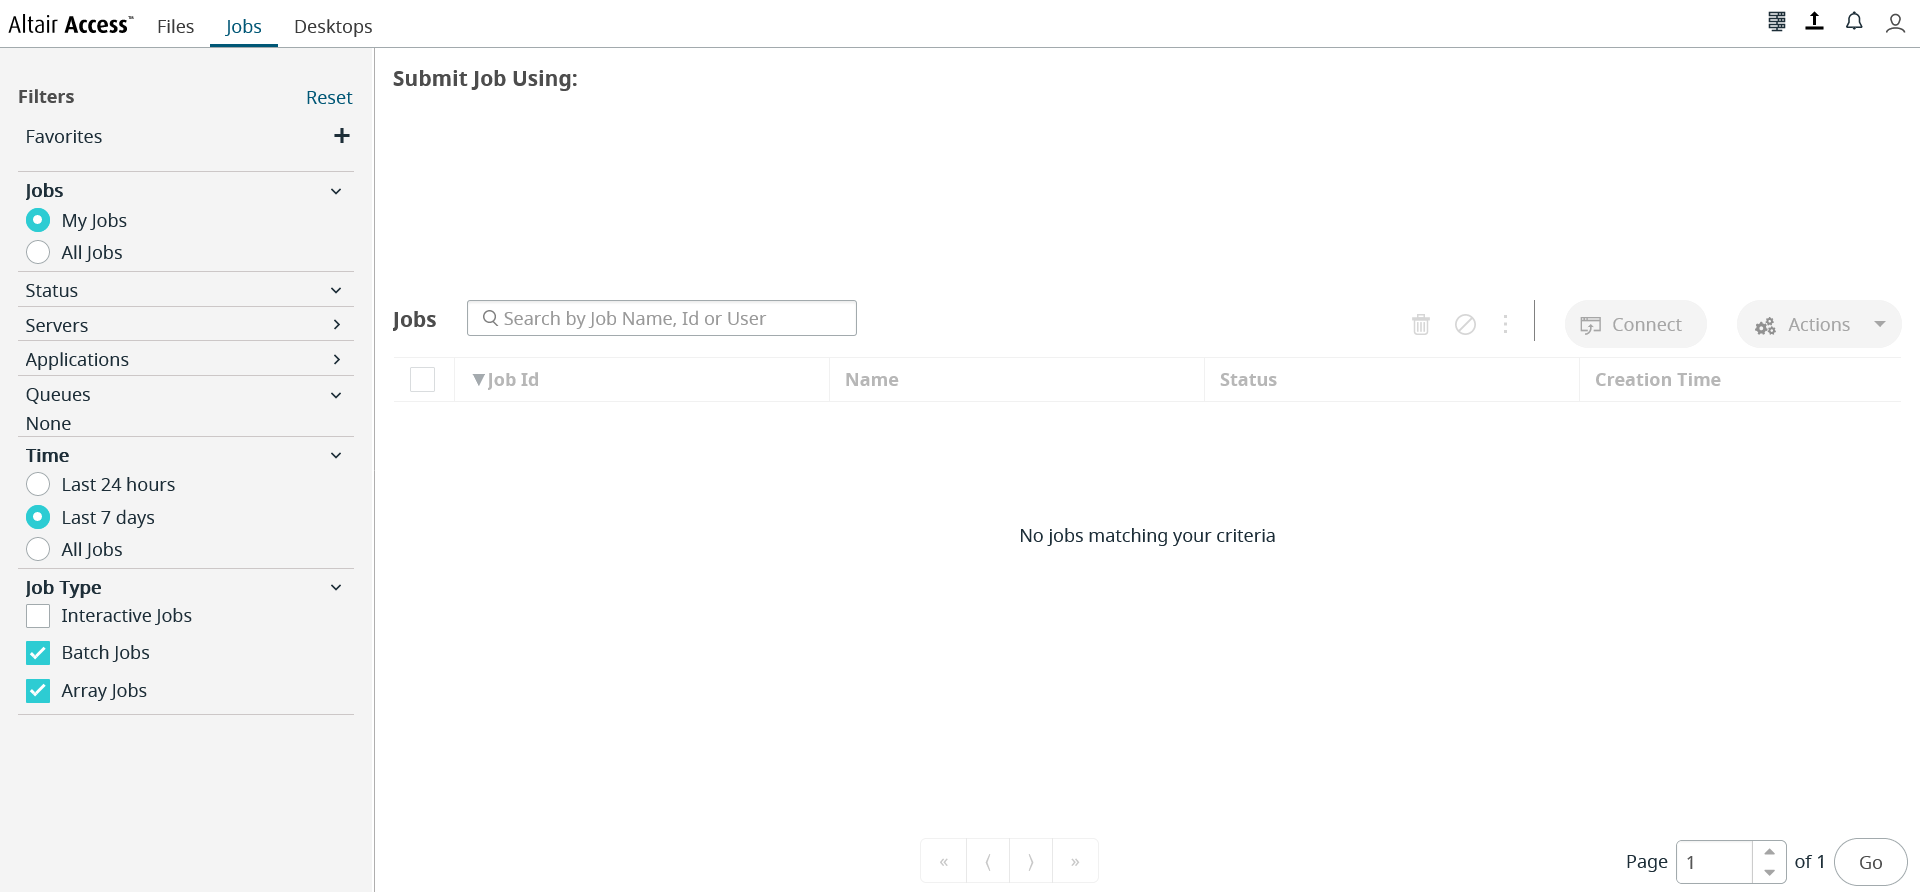 Altair Access™ Files Jobs Desktops
Filters Reset
Favorites
Jobs
My Jobs
All Jobs
Status
Servers
Applications
Queues
None
Time
Last 24 hours
Last 7 days
All Jobs
Job Type
Interactive Jobs
Batch Jobs
Array Jobs
Submit Job Using:
Jobs Search by Job Name, Id or User Connect Actions
▼Job Id Name Status Creation Time
No jobs matching your criteria
« ⟨ ⟩ » Page 1 of 1 Go